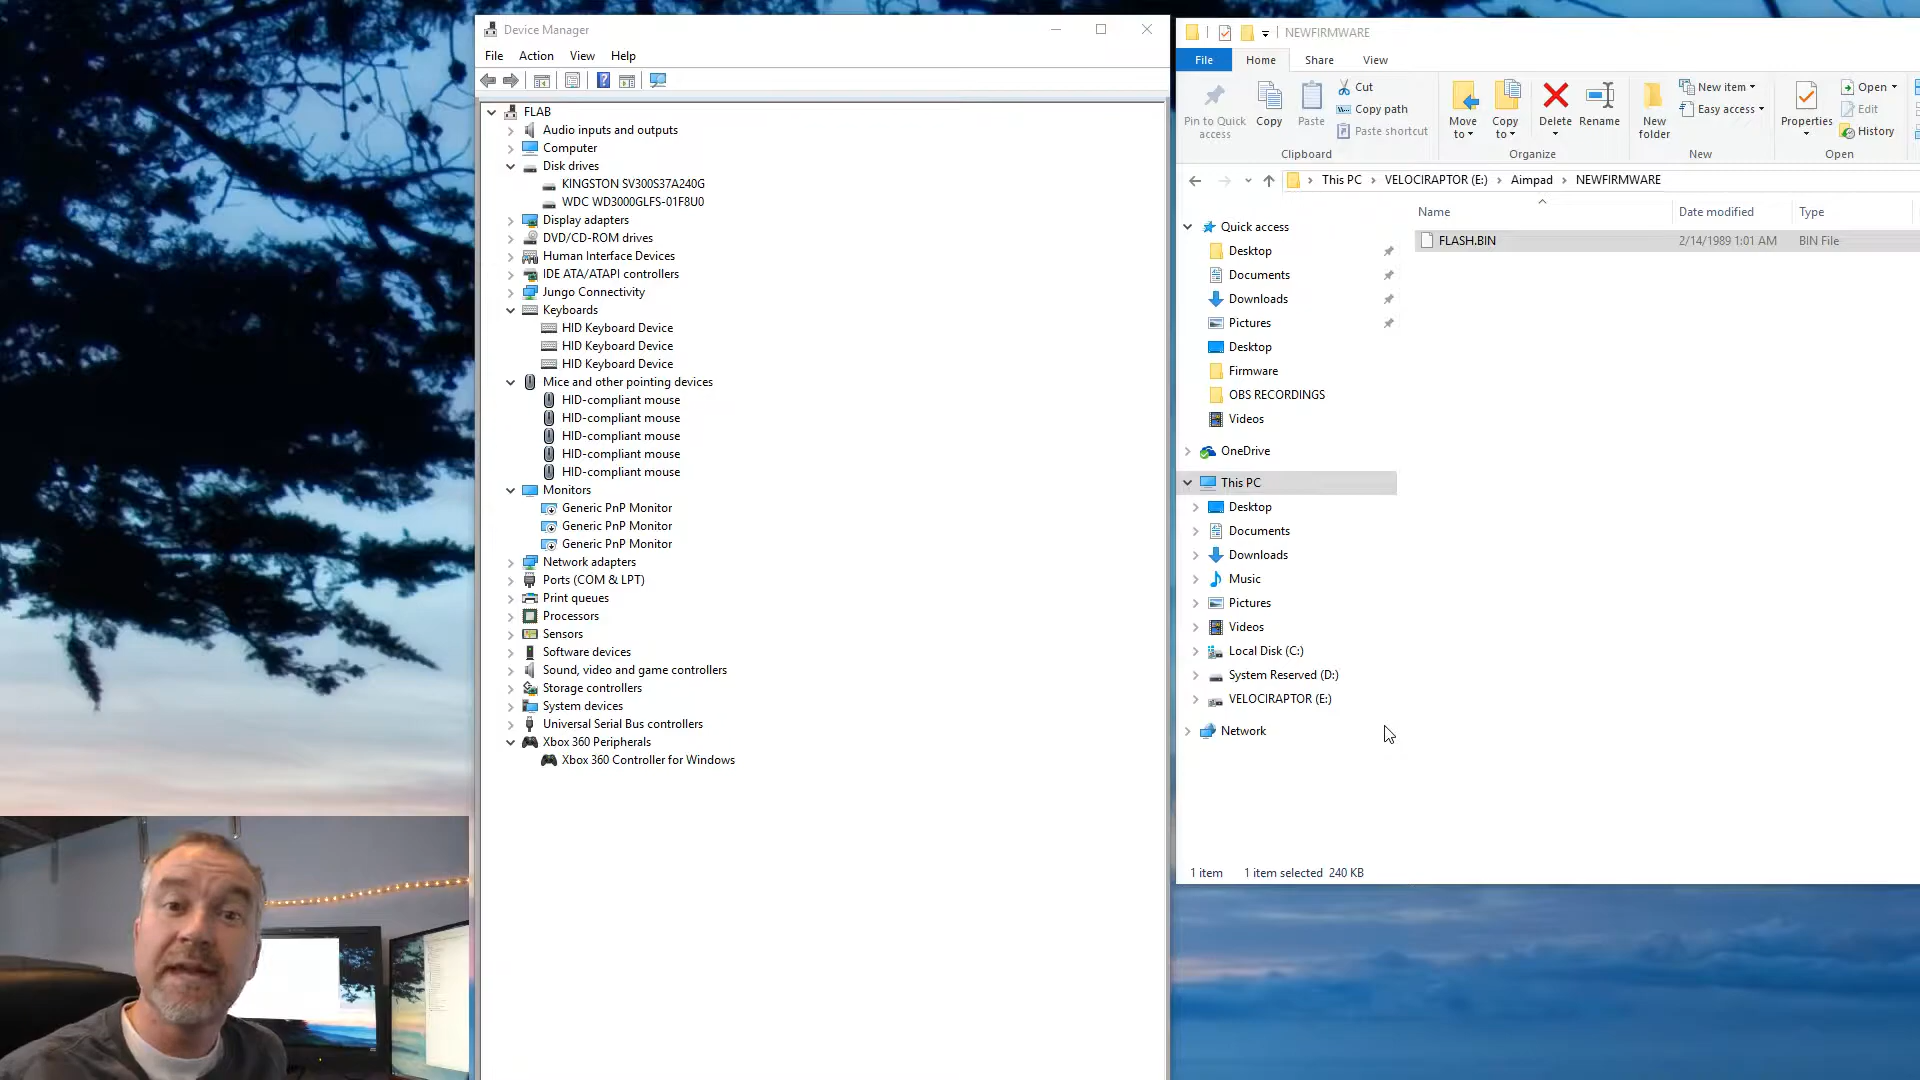 Device Manager
File Action View Help
FLAB
Audio inputs and outputs
Computer
Disk drives
KINGSTON SV300S37A240G
WDC WD3000GLFS-01F8U0
Display adapters
DVD/CD-ROM drives
Human Interface Devices
IDE ATA/ATAPI controllers
Jungo Connectivity
Keyboards
HID Keyboard Device
HID Keyboard Device
HID Keyboard Device
Mice and other pointing devices
HID-compliant mouse
HID-compliant mouse
HID-compliant mouse
HID-compliant mouse
HID-compliant mouse
Monitors
Generic PnP Monitor
Generic PnP Monitor
Generic PnP Monitor
Network adapters
Ports (COM & LPT)
Print queues
Processors
Sensors
Software devices
Sound, video and game controllers
Storage controllers
System devices
Universal Serial Bus controllers
Xbox 360 Peripherals
Xbox 360 Controller for Windows
NEWFIRMWARE
File Home Share View
Pin to Quick access
Copy
Paste
Cut
Copy path
Paste shortcut
Clipboard
Move to
Copy to
Delete
Rename
Organize
New folder
New item
Easy access
New
Properties
Open
Edit
History
Open
This PC > VELOCIRAPTOR (E:) > Aimpad > NEWFIRMWARE
Name Date modified Type
FLASH.BIN 2/14/1989 1:01 AM BIN File
Quick access
Desktop
Documents
Downloads
Pictures
Desktop
Firmware
OBS RECORDINGS
Videos
OneDrive
This PC
Desktop
Documents
Downloads
Music
Pictures
Videos
Local Disk (C:)
System Reserved (D:)
VELOCIRAPTOR (E:)
Network
1 item 1 item selected 240 KB